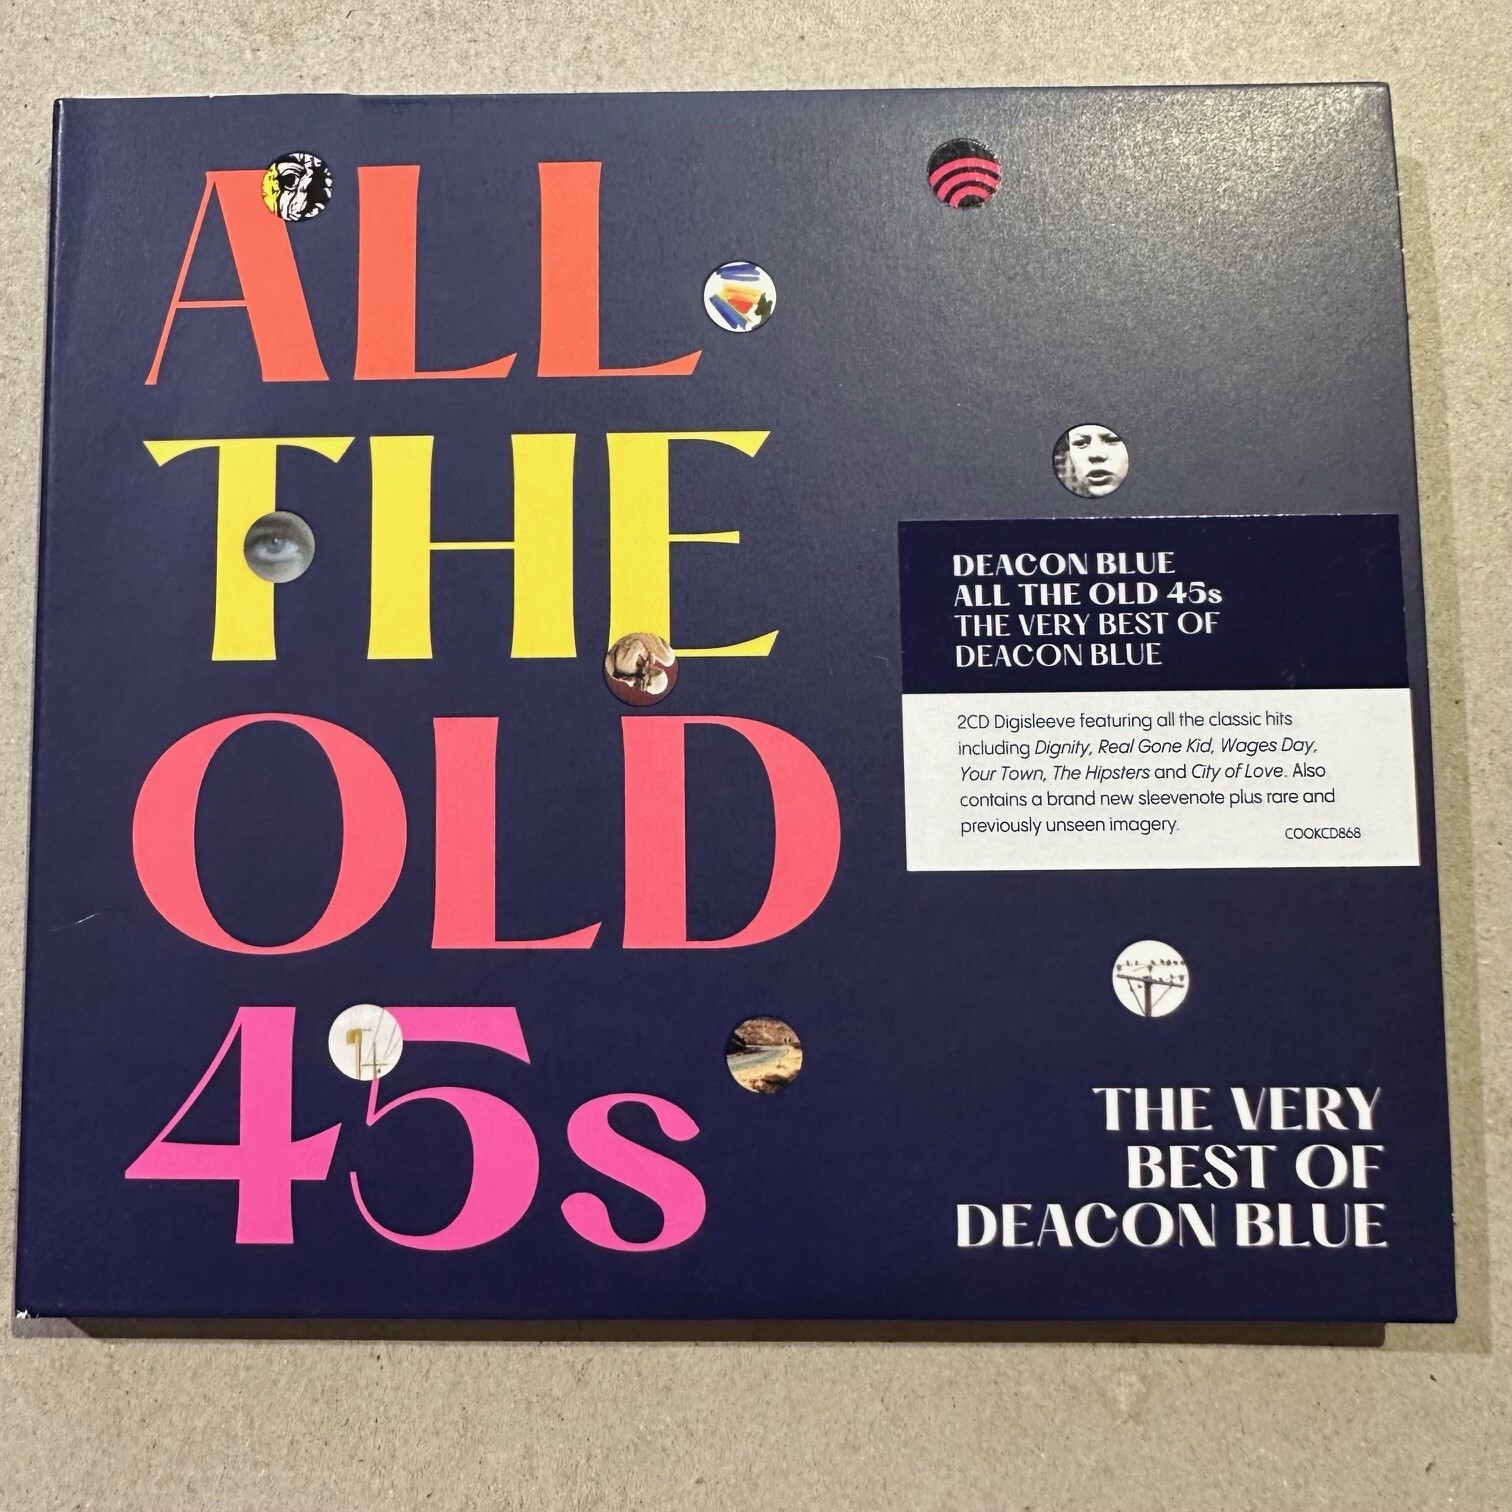 ALL
THE
OLD
45s
DEACON BLUE
ALL THE OLD 45s
THE VERY BEST OF
DEACON BLUE
2CD Digisleeve featuring all the classic hits
including Dignity, Real Gone Kid, Wages Day,
Your Town, The Hipsters and City of Love. Also
contains a brand new sleevenote plus rare and
previously unseen imagery.
COOKCD868
THE VERY
BEST OF
DEACON BLUE